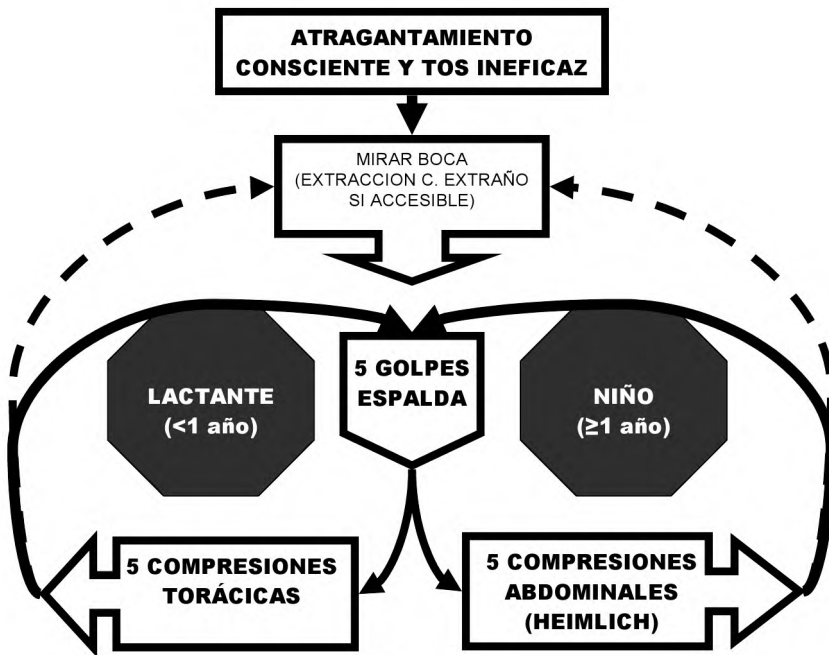 ATRAGANTAMIENTO
CONSCIENTE Y TOS INEFICAZ
MIRAR BOCA
(EXTRACCION C. EXTRAÑO
SI ACCESIBLE)
5 GOLPES
ESPALDA
LACTANTE
(<1 año)
NIÑO
(≥1 año)
5 COMPRESIONES
TORÁCICAS
5 COMPRESIONES
ABDOMINALES
(HEIMLICH)